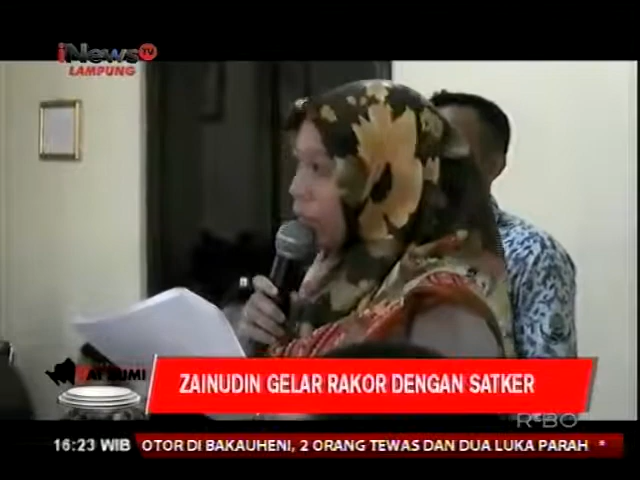 iNews TV
LAMPUNG
ZAINUDIN GELAR RAKOR DENGAN SATKER
16:23 WIB OTOR DI BAKAUHENI, 2 ORANG TEWAS DAN DUA LUKA PARAH *